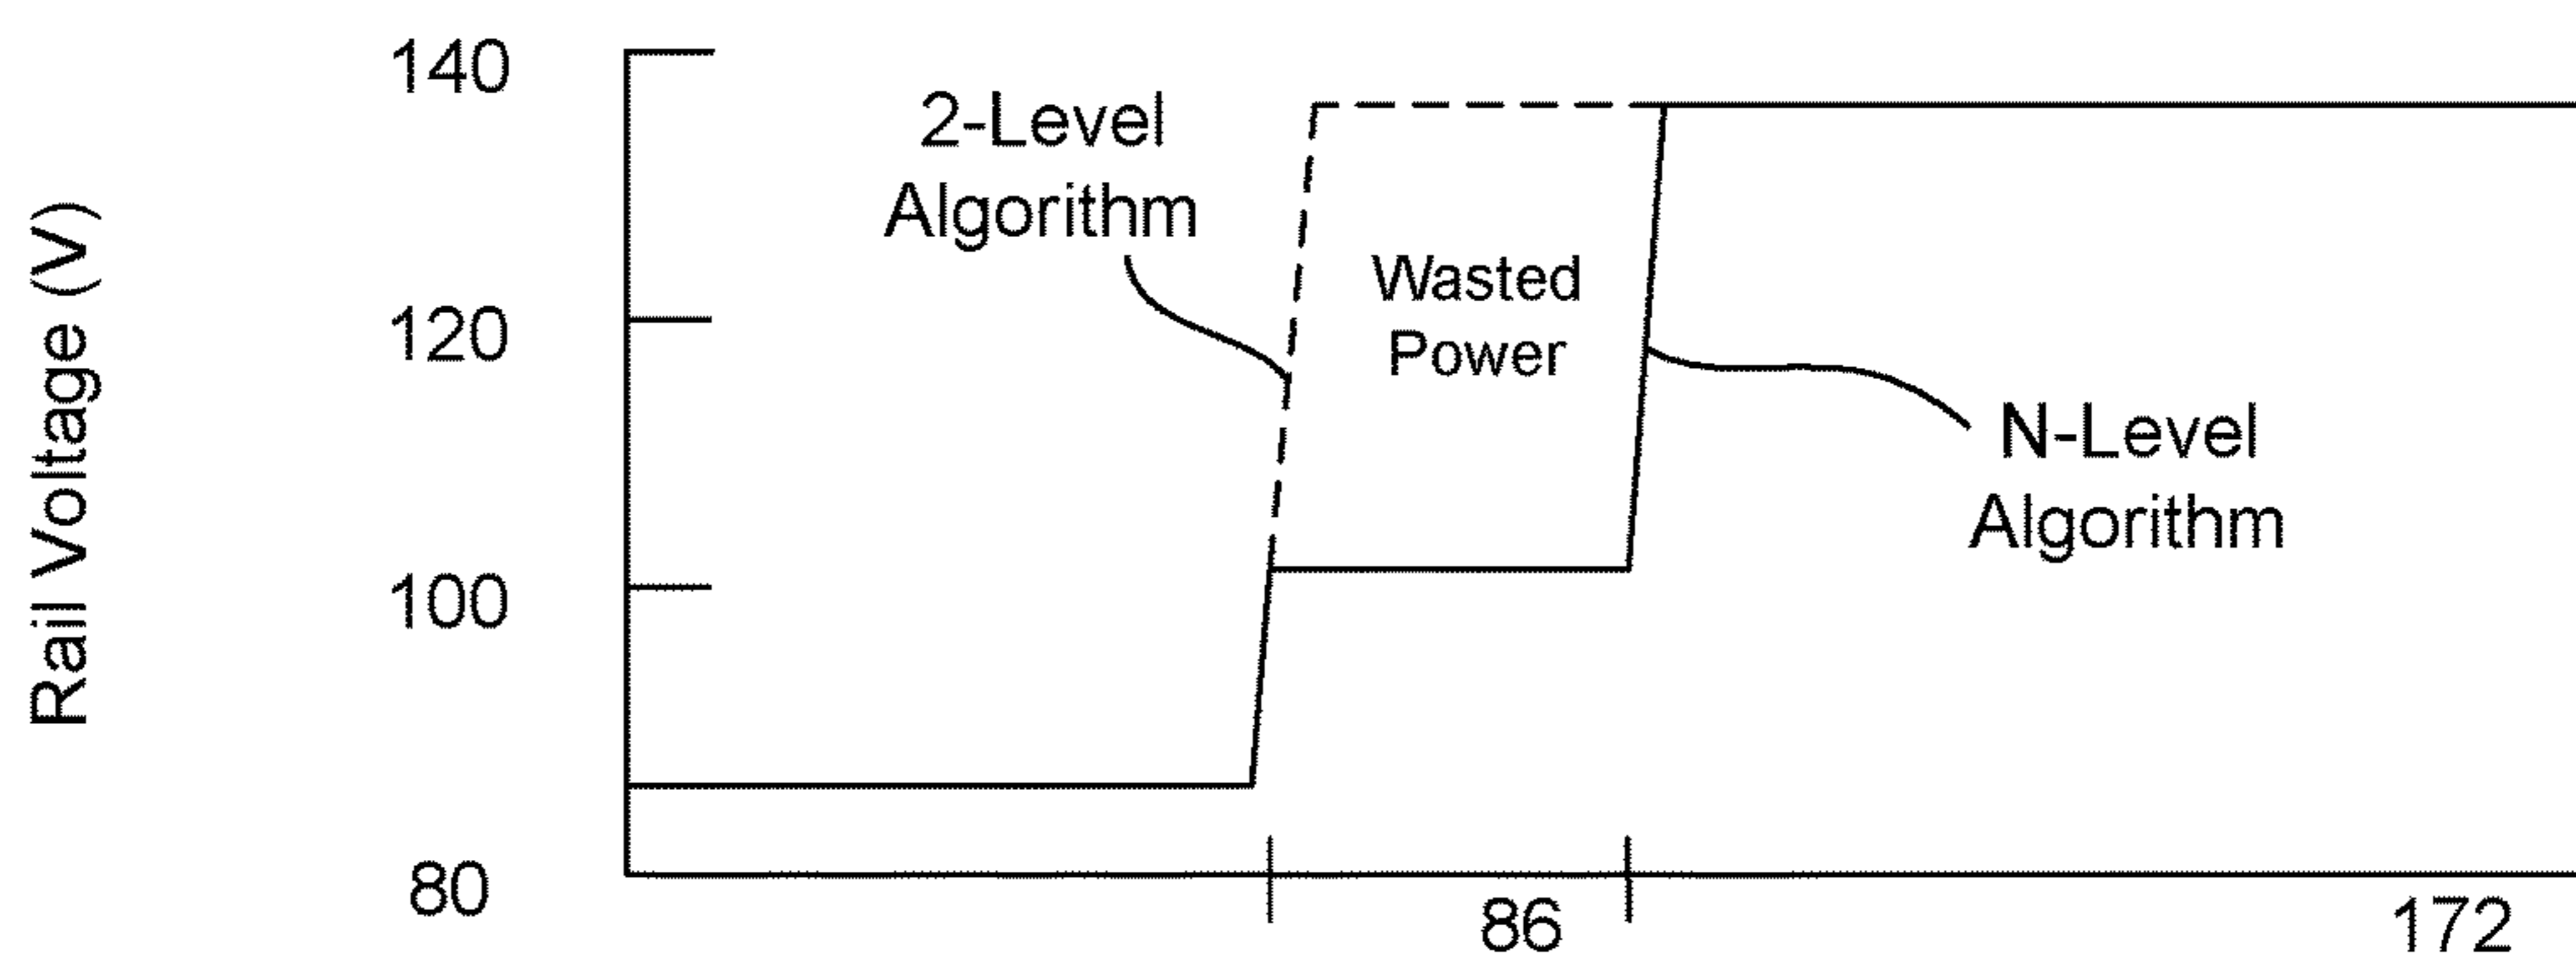 Rail Voltage (V)
140
120
100
80
2-Level
Algorithm
Wasted
Power
N-Level
Algorithm
86
172